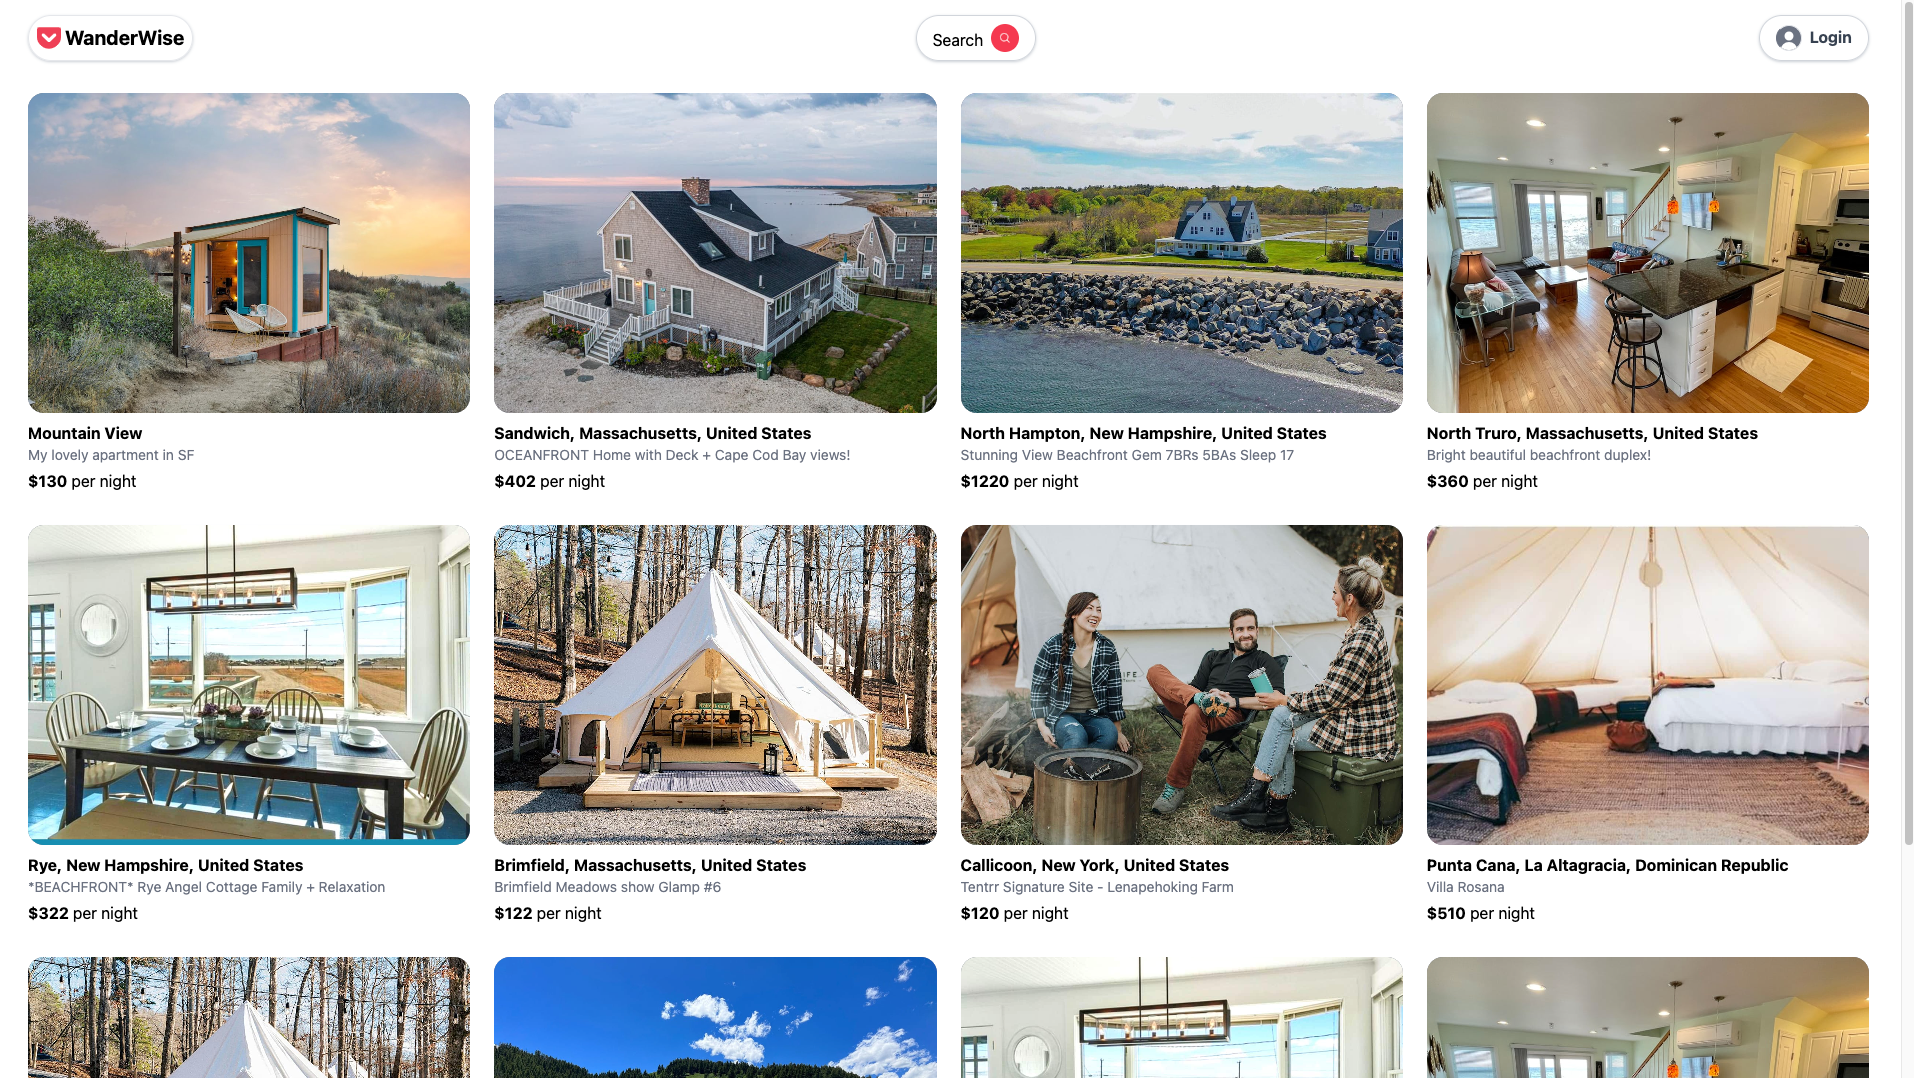 WanderWise
Search
Login
Mountain View
My lovely apartment in SF
$130 per night
Sandwich, Massachusetts, United States
OCEANFRONT Home with Deck + Cape Cod Bay views!
$402 per night
North Hampton, New Hampshire, United States
Stunning View Beachfront Gem 7BRs 5BAs Sleep 17
$1220 per night
North Truro, Massachusetts, United States
Bright beautiful beachfront duplex!
$360 per night
Rye, New Hampshire, United States
*BEACHFRONT* Rye Angel Cottage Family + Relaxation
$322 per night
Brimfield, Massachusetts, United States
Brimfield Meadows show Glamp #6
$122 per night
Callicoon, New York, United States
Tentrr Signature Site - Lenapehoking Farm
$120 per night
Punta Cana, La Altagracia, Dominican Republic
Villa Rosana
$510 per night